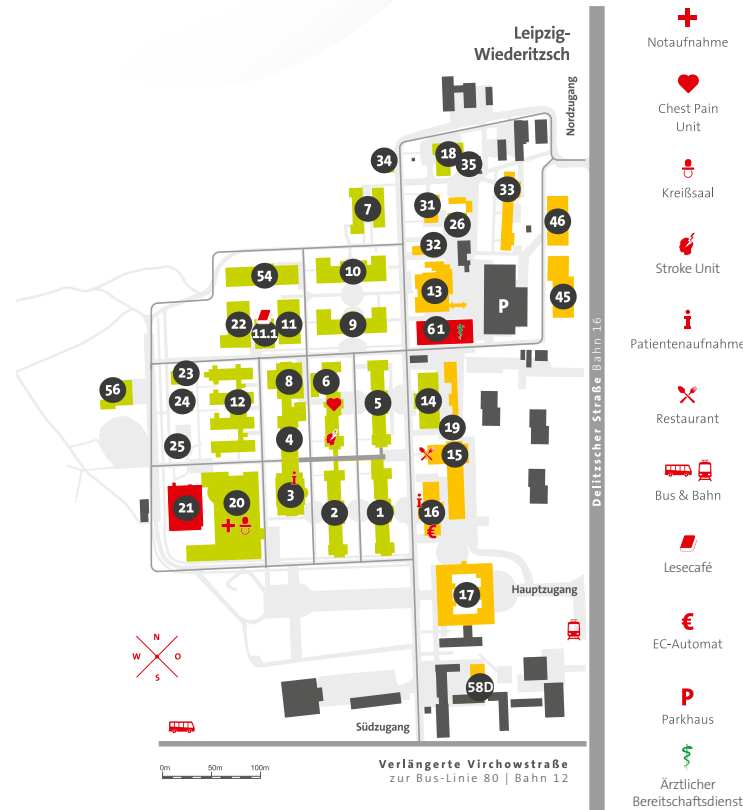 Leipzig-
Wiederitzsch
Nordzugang
34
18
35
7
31
33
26
46
32
54
10
13
45
P
22
11
11.1
9
61
23
8
6
56
24
12
5
14
25
4
19
15
21
20
3
2
1
16
€
Delitzscher Straße Bahn 16
Hauptzugang
17
N
W
O
S
58D
Südzugang
0m
50m
100m
Verlängerte Virchowstraße
zur Bus-Linie 80 | Bahn 12
Notaufnahme
Chest Pain
Unit
Kreißsaal
Stroke Unit
Patientenaufnahme
Restaurant
Bus & Bahn
Lesecafé
€
EC-Automat
P
Parkhaus
Ärztlicher
Bereitschaftsdienst